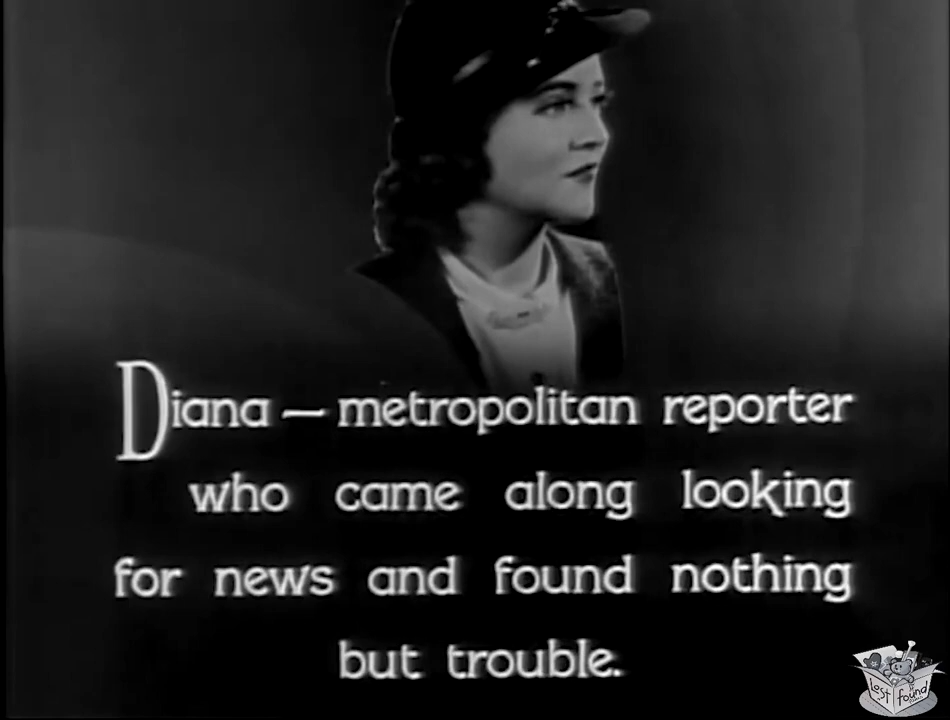 Diana — metropolitan reporter
who came along looking
for news and found nothing
but trouble.
lost found